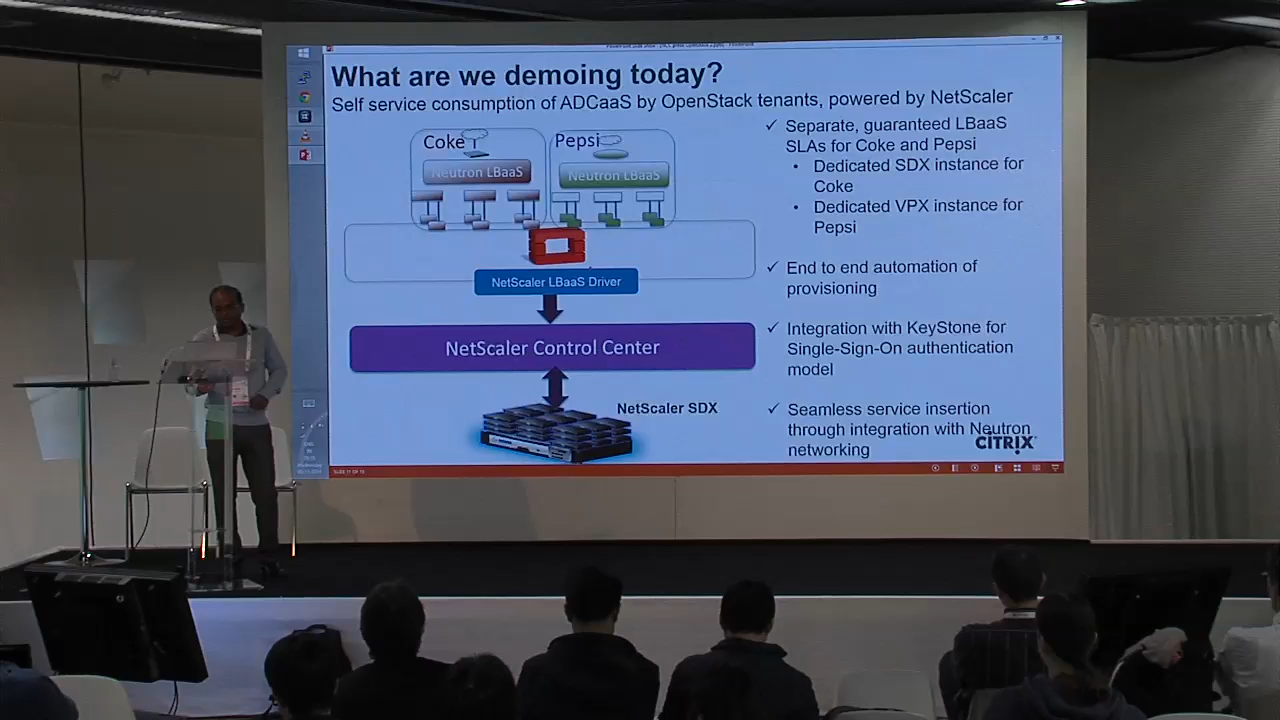 What are we demoing today?
Self service consumption of ADCaaS by OpenStack tenants, powered by NetScaler
Coke
Pepsi
Neutron LBaaS
Neutron LBaaS
NetScaler LBaaS Driver
NetScaler Control Center
NetScaler SDX
✓ Separate, guaranteed LBaaS
SLAs for Coke and Pepsi
• Dedicated SDX instance for
Coke
• Dedicated VPX instance for
Pepsi
✓ End to end automation of
provisioning
✓ Integration with KeyStone for
Single-Sign-On authentication
model
✓ Seamless service insertion
through integration with Neutron
networking
CITRIX
SLIDE 11 OF